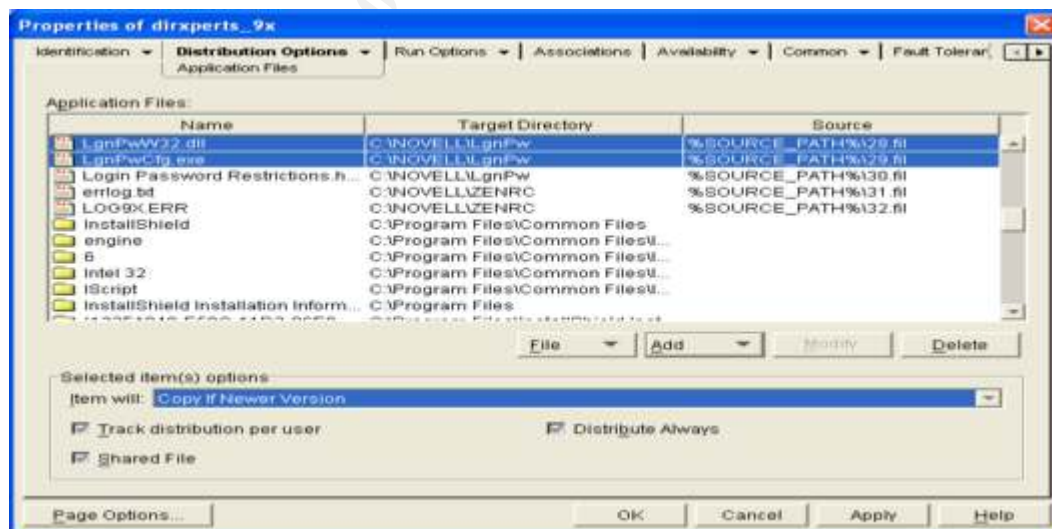 Properties of dirxperts_9x
Identification Distribution Options Run Options Associations Availability Common Fault Toleran
Application Files
Application Files:
Name Target Directory Source
LgnPwW32.dll C:\NOVELL\LgnPw %SOURCE_PATH%\28.fil
LgnPwCfg.exe C:\NOVELL\LgnPw %SOURCE_PATH%\29.fil
Login Password Restrictions.h... C:\NOVELL\LgnPw %SOURCE_PATH%\30.fil
errlog.txt C:\NOVELL\ZENRC %SOURCE_PATH%\31.fil
LOG9X.ERR C:\NOVELL\ZENRC %SOURCE_PATH%\32.fil
InstallShield C:\Program Files\Common Files
engine C:\Program Files\Common Files\I...
6 C:\Program Files\Common Files\I...
Intel 32 C:\Program Files\Common Files\I...
IScript C:\Program Files\Common Files\I...
InstallShield Installation Inform... C:\Program Files
File Add Modify Delete
Selected item(s) options
Item will: Copy If Newer Version
Track distribution per user Distribute Always
Shared File
Page Options... OK Cancel Apply Help